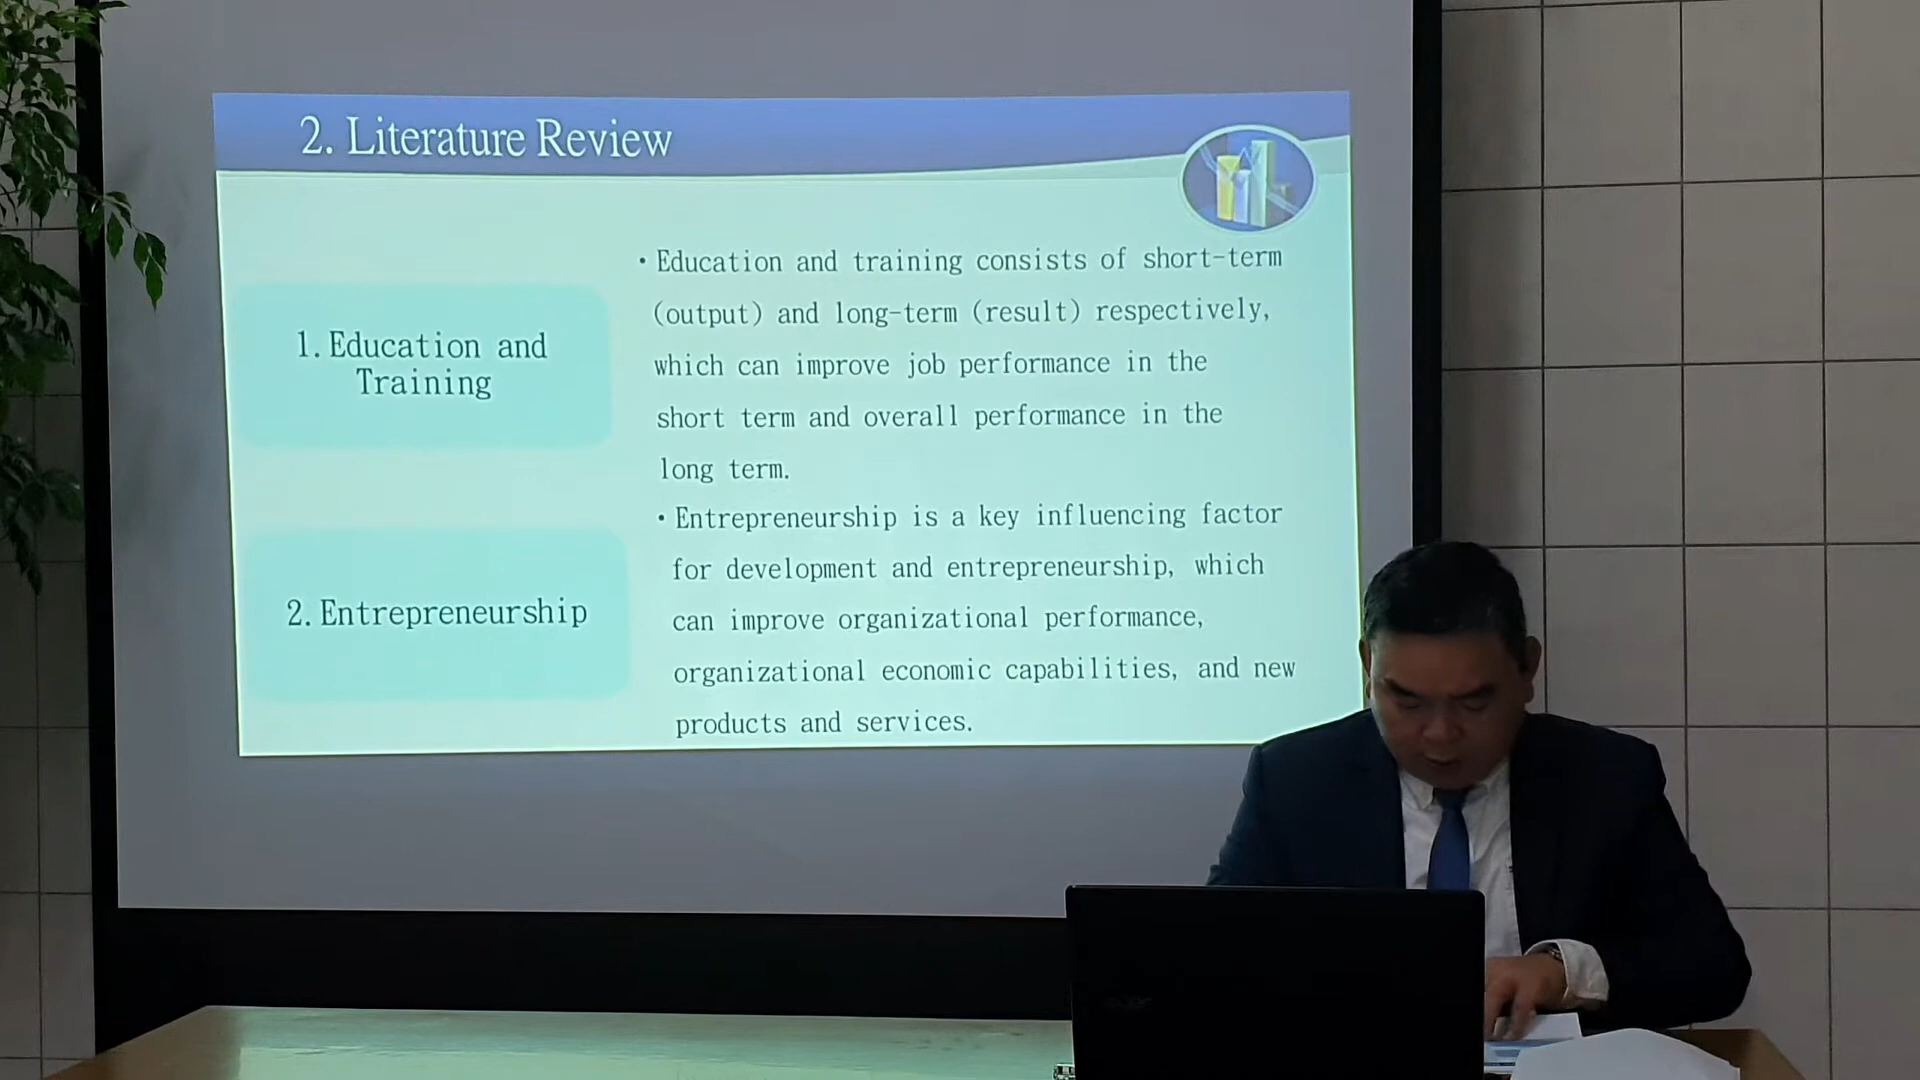 2. Literature Review
1. Education and
Training
• Education and training consists of short-term
(output) and long-term (result) respectively,
which can improve job performance in the
short term and overall performance in the
long term.
2. Entrepreneurship
• Entrepreneurship is a key influencing factor
for development and entrepreneurship, which
can improve organizational performance,
organizational economic capabilities, and new
products and services.
acer